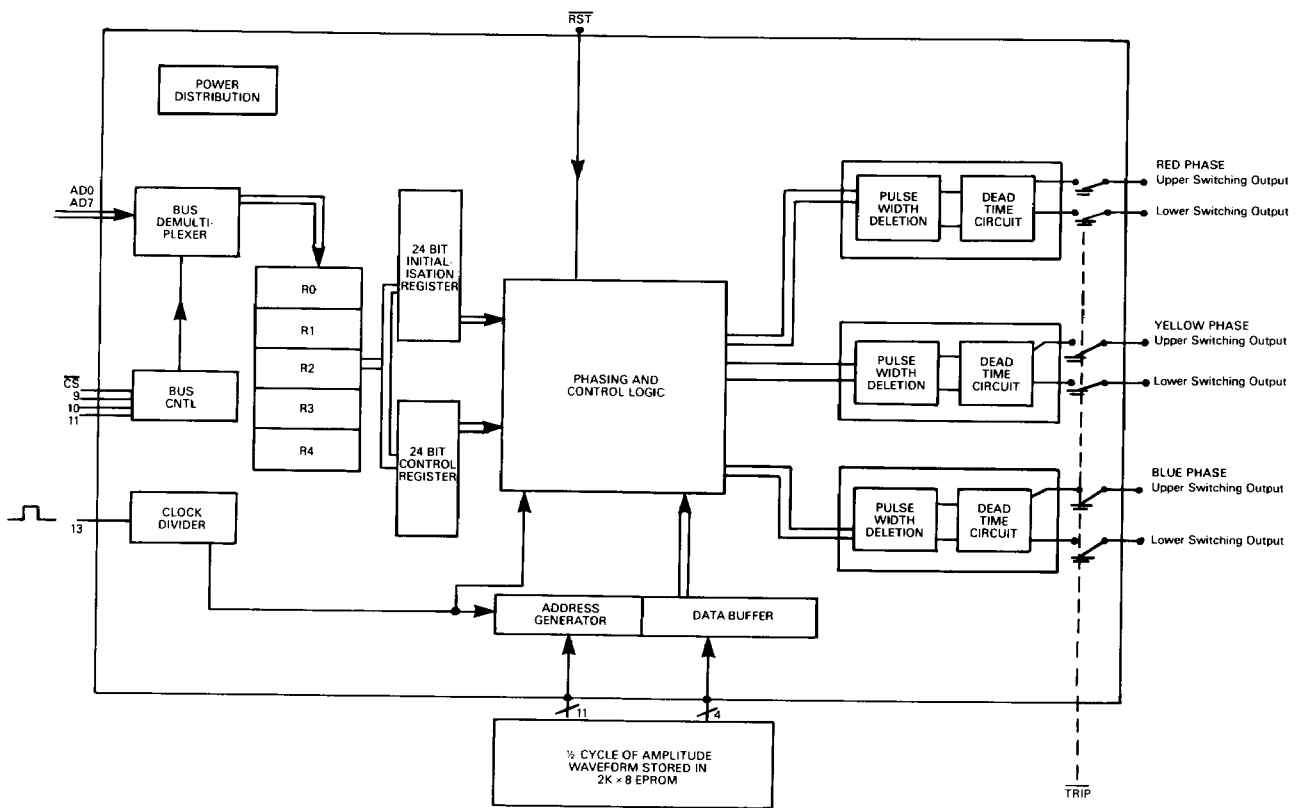 RST
POWER
DISTRIBUTION
AD0
AD7
BUS
DEMULTI-
PLEXER
R0
R1
R2
R3
R4
24 BIT
INITIAL-
ISATION
REGISTER
24 BIT
CONTROL
REGISTER
CS
9
10
11
BUS
CNTL
13
CLOCK
DIVIDER
PHASING AND
CONTROL LOGIC
PULSE
WIDTH
DELETION
DEAD
TIME
CIRCUIT
RED PHASE
Upper Switching Output
Lower Switching Output
PULSE
WIDTH
DELETION
DEAD
TIME
CIRCUIT
YELLOW PHASE
Upper Switching Output
Lower Switching Output
PULSE
WIDTH
DELETION
DEAD
TIME
CIRCUIT
BLUE PHASE
Upper Switching Output
Lower Switching Output
ADDRESS
GENERATOR
DATA BUFFER
11
4
½ CYCLE OF AMPLITUDE
WAVEFORM STORED IN
2K × 8 EPROM
TRIP